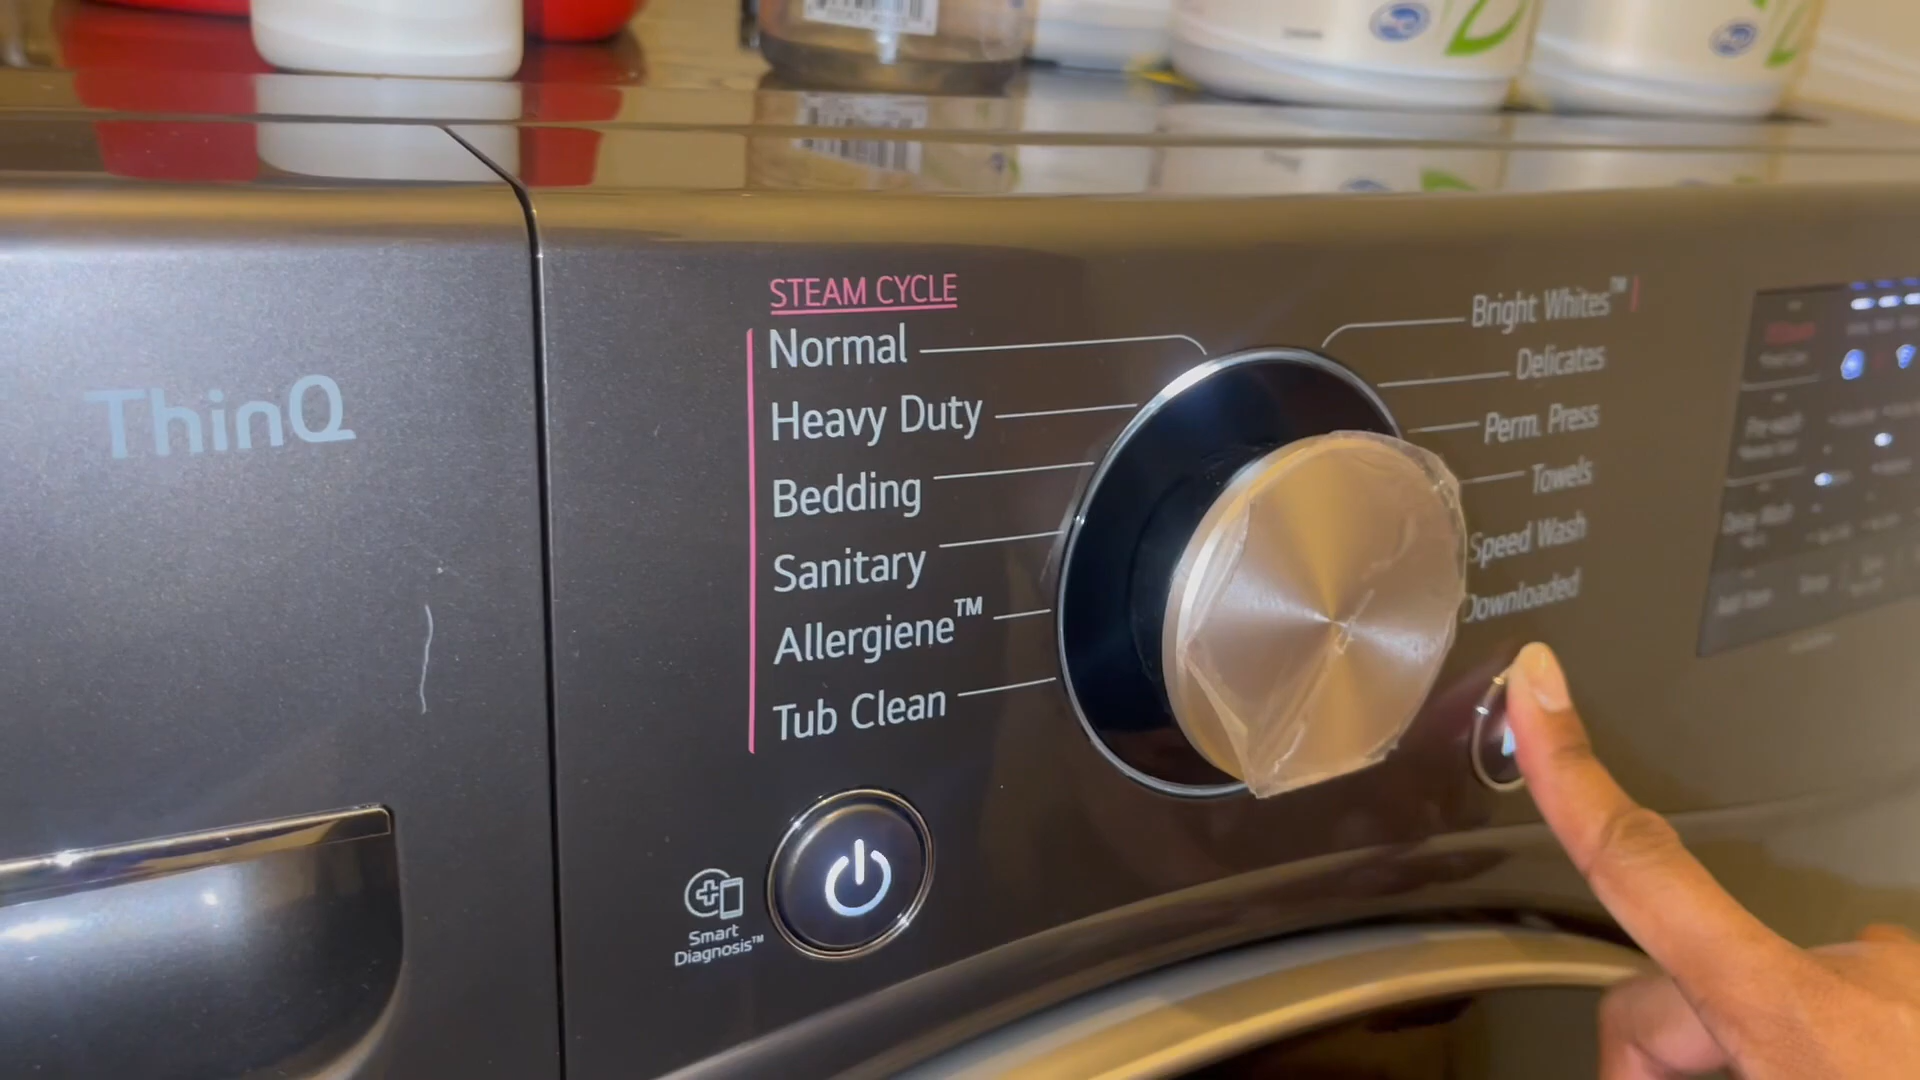 ThinQ
STEAM CYCLE
Normal
Heavy Duty
Bedding
Sanitary
Allergiene™
Tub Clean
Smart
Diagnosis™
Bright Whites™
Delicates
Perm. Press
Towels
Speed Wash
Downloaded